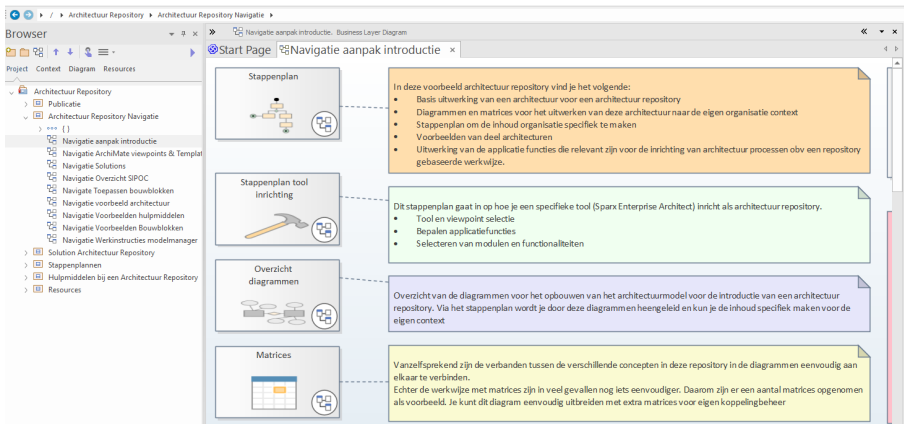 / Architectuur Repository Architectuur Repository Navigatie
Browser
Navigatie aanpak introductie. Business Layer Diagram
Start Page Navigatie aanpak introductie ×
Project Context Diagram Resources
Architectuur Repository
Publicatie
Architectuur Repository Navigatie
{ }
Navigatie aanpak introductie
Navigatie ArchiMate viewpoints & Templat
Navigatie Solutions
Navigatie Overzicht SIPOC
Navigate Toepassen bouwblokken
Navigatie voorbeeld architectuur
Navigatie Voorbeelden hulpmiddelen
Navigatie Voorbeelden Bouwblokken
Navigatie Werkinstructies modelmanager
Solution Architectuur Repository
Stappenplannen
Hulpmiddelen bij een Architectuur Repository
Resources
Stappenplan
In deze voorbeeld architectuur repository vind je het volgende:
• Basis uitwerking van een architectuur voor een architectuur repository
• Diagrammen en matrices voor het uitwerken van deze architectuur naar de eigen organisatie context
• Stappenplan om de inhoud organisatie specifiek te maken
• Voorbeelden van deel architecturen
• Uitwerking van de applicatie functies die relevant zijn voor de inrichting van architectuur processen obv een repository
gebaseerde werkwijze.
Stappenplan tool
inrichting
Dit stappenplan gaat in op hoe je een specifieke tool (Sparx Enterprise Architect) inricht als architectuur repository.
• Tool en viewpoint selectie
• Bepalen applicatiefuncties
• Selecteren van modulen en functionaliteiten
Overzicht
diagrammen
Overzicht van de diagrammen voor het opbouwen van het architectuurmodel voor de introductie van een architectuur
repository. Via het stappenplan wordt je door deze diagrammen heengeleid en kun je de inhoud specifiek maken voor de
eigen context
Matrices
Vanzelfsprekend zijn de verbanden tussen de verschillende concepten in deze repository in de diagrammen eenvoudig aan
elkaar te verbinden.
Echter de werkwijze met matrices zijn in veel gevallen nog iets eenvoudiger. Daarom zijn er een aantal matrices opgenomen
als voorbeeld. Je kunt dit diagram eenvoudig uitbreiden met extra matrices voor eigen koppelingbeheer